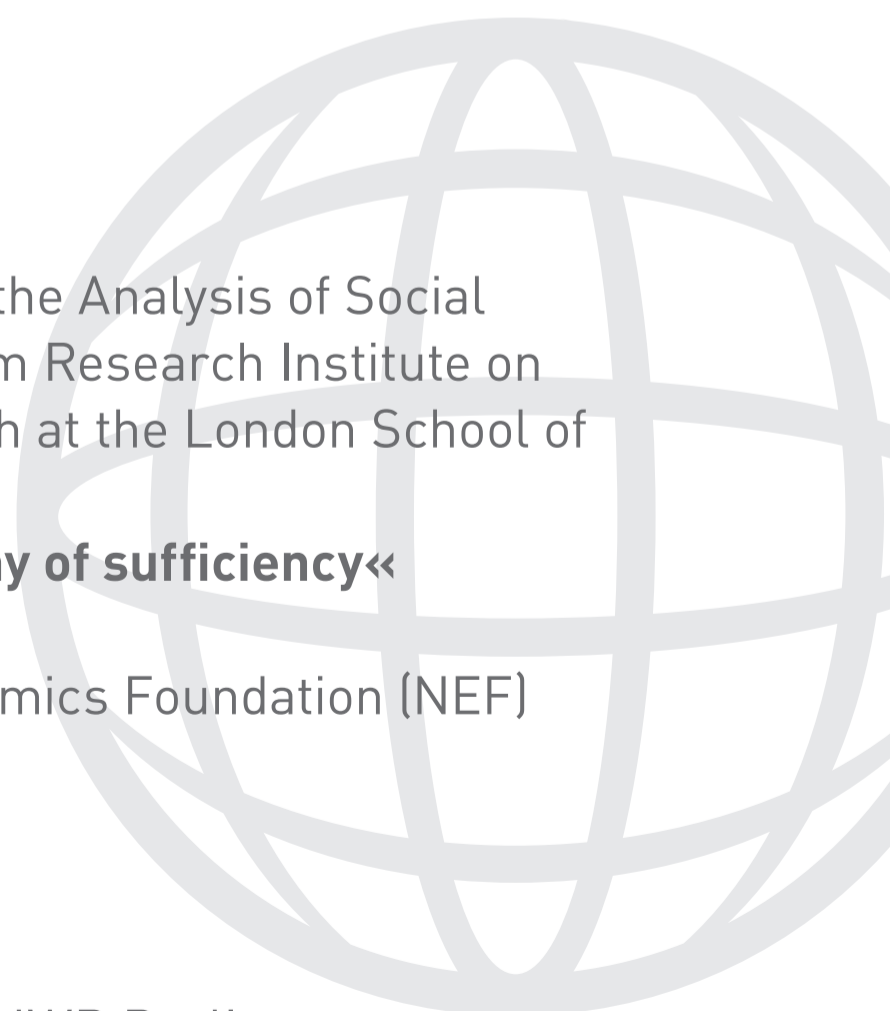 the Analysis of Social
m Research Institute on
h at the London School of
y of sufficiency«
mics Foundation (NEF)